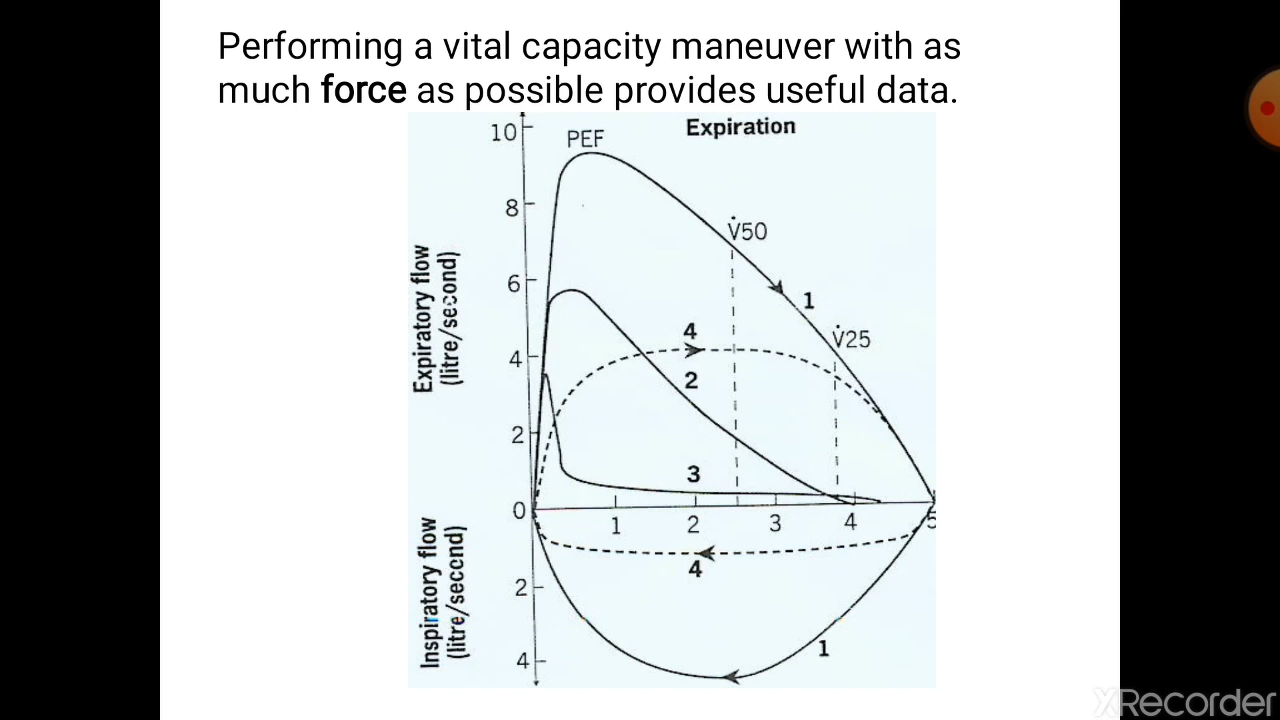 Performing a vital capacity maneuver with as
much force as possible provides useful data.
Expiration
PEF
10
8
6
4
2
0
Expiratory flow
(litre/second)
V̇50
1
V̇25
4
2
3
1 2 3 4 5
4
Inspiratory flow
(litre/second)
2
4
1
XRecorder